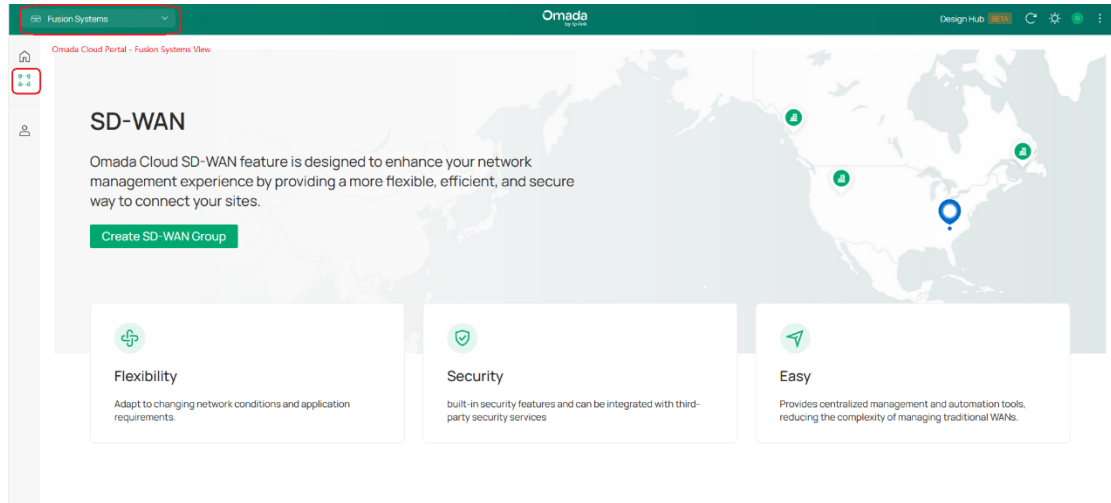 Fusion Systems
Omada
by tp-link
Design Hub BETA
Omada Cloud Portal - Fusion Systems View
SD-WAN
Omada Cloud SD-WAN feature is designed to enhance your network
management experience by providing a more flexible, efficient, and secure
way to connect your sites.
Create SD-WAN Group
Flexibility
Adapt to changing network conditions and application
requirements.
Security
built-in security features and can be integrated with third-
party security services
Easy
Provides centralized management and automation tools,
reducing the complexity of managing traditional WANs.